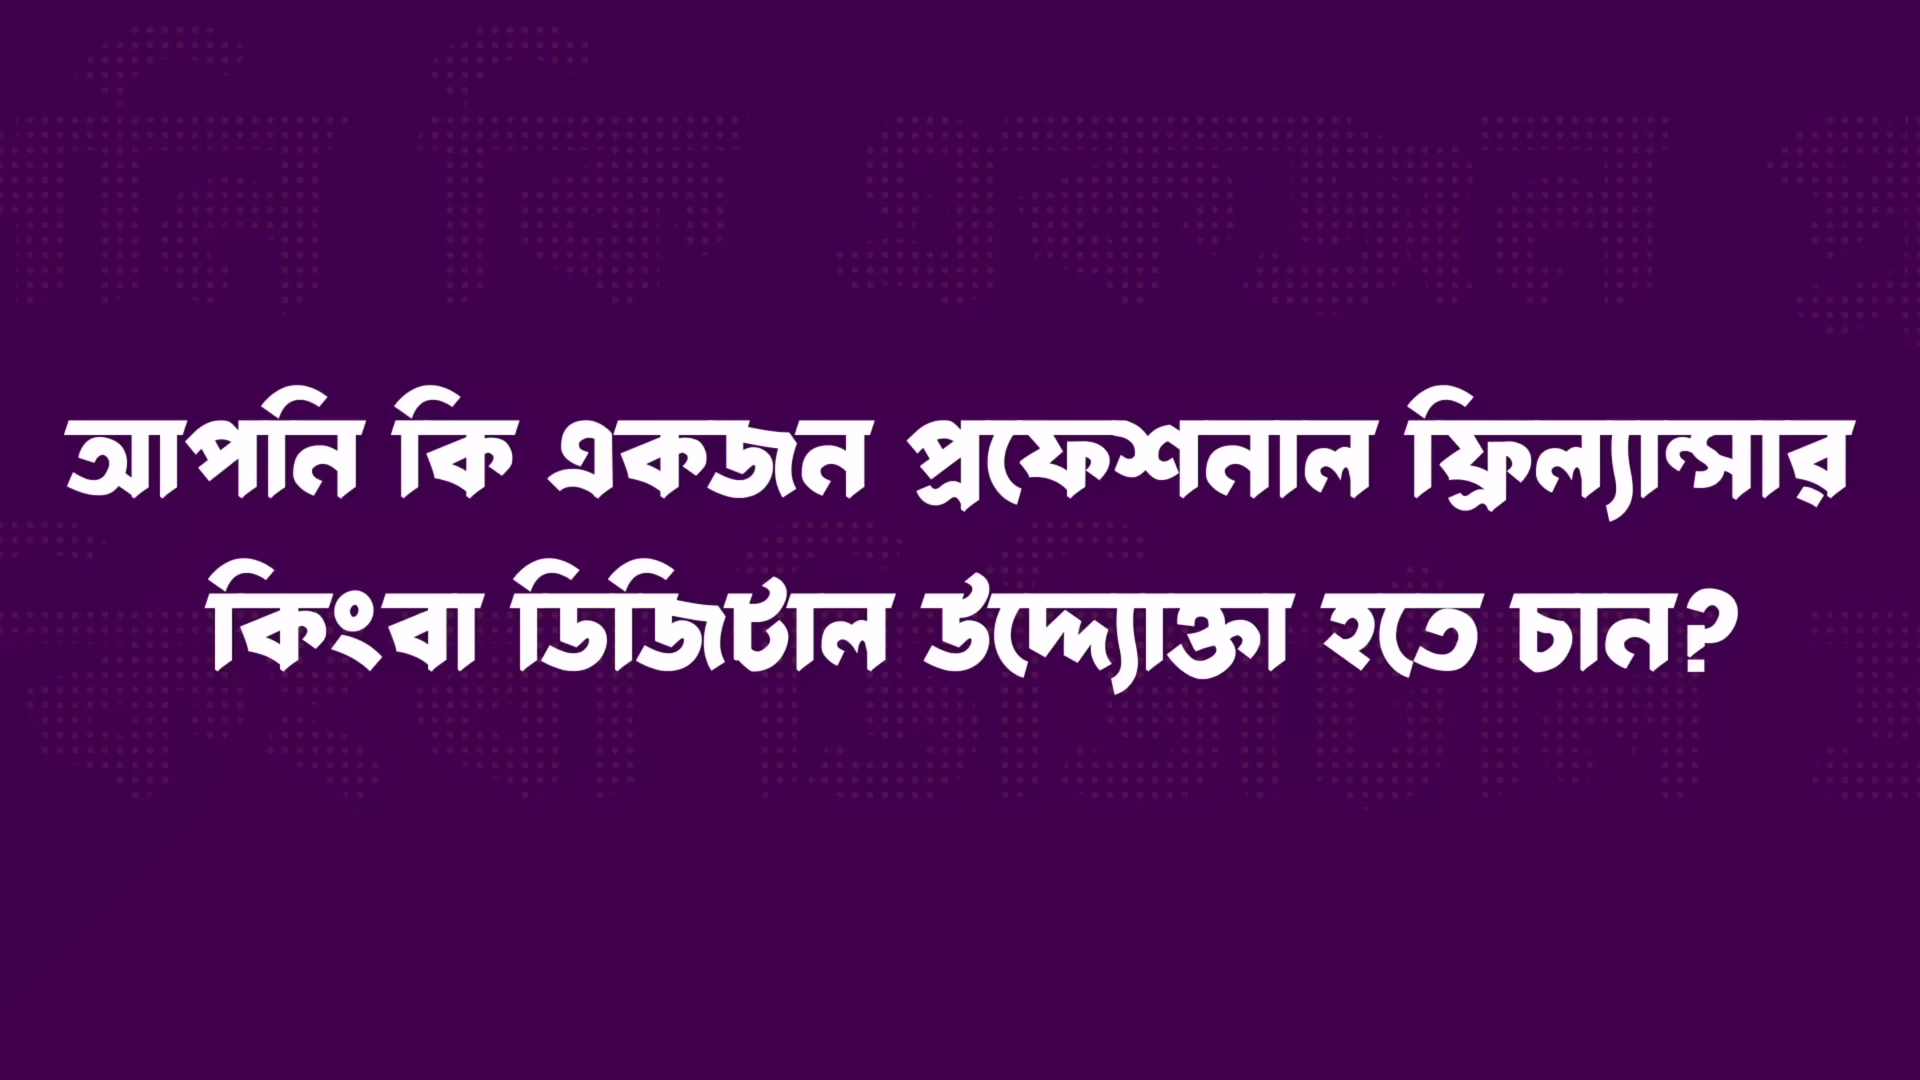 আপনি কি একজন প্রফেশনাল ফ্রিল্যান্সার
কিংবা ডিজিটাল উদ্দ্যোক্তা হতে চান?